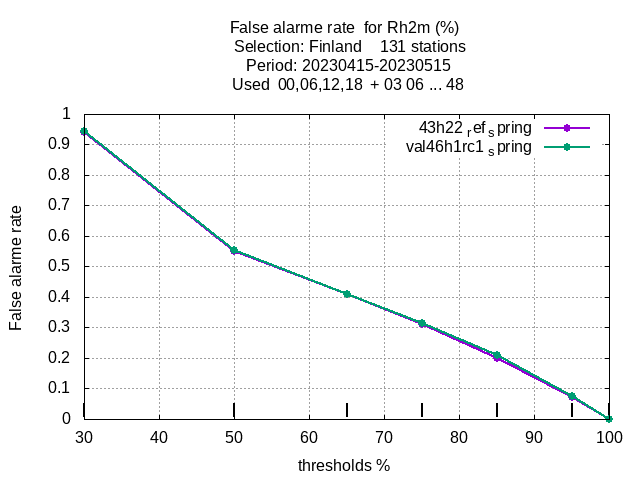 False alarme rate  for Rh2m (%)
Selection: Finland    131 stations
Period: 20230415-20230515
Used  00,06,12,18  + 03 06 ... 48
43h22 ref spring
val46h1rc1 spring
1
0.9
0.8
0.7
0.6
0.5
0.4
0.3
0.2
0.1
0
False alarme rate
30 40 50 60 70 80 90 100
thresholds %